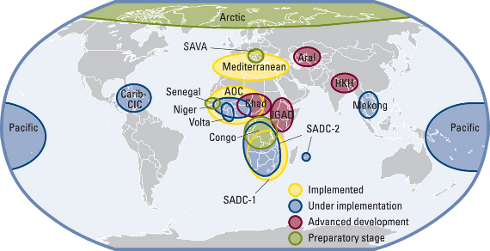 Arctic
SAVA
Mediterranean
Aral
Carib-
CIC
Senegal
AOC
Chad
HKH
Niger
IGAD
Mekong
Volta
Pacific
Congo
SADC-2
Pacific
SADC-1
Implemented
Under implementation
Advanced development
Preparatory stage